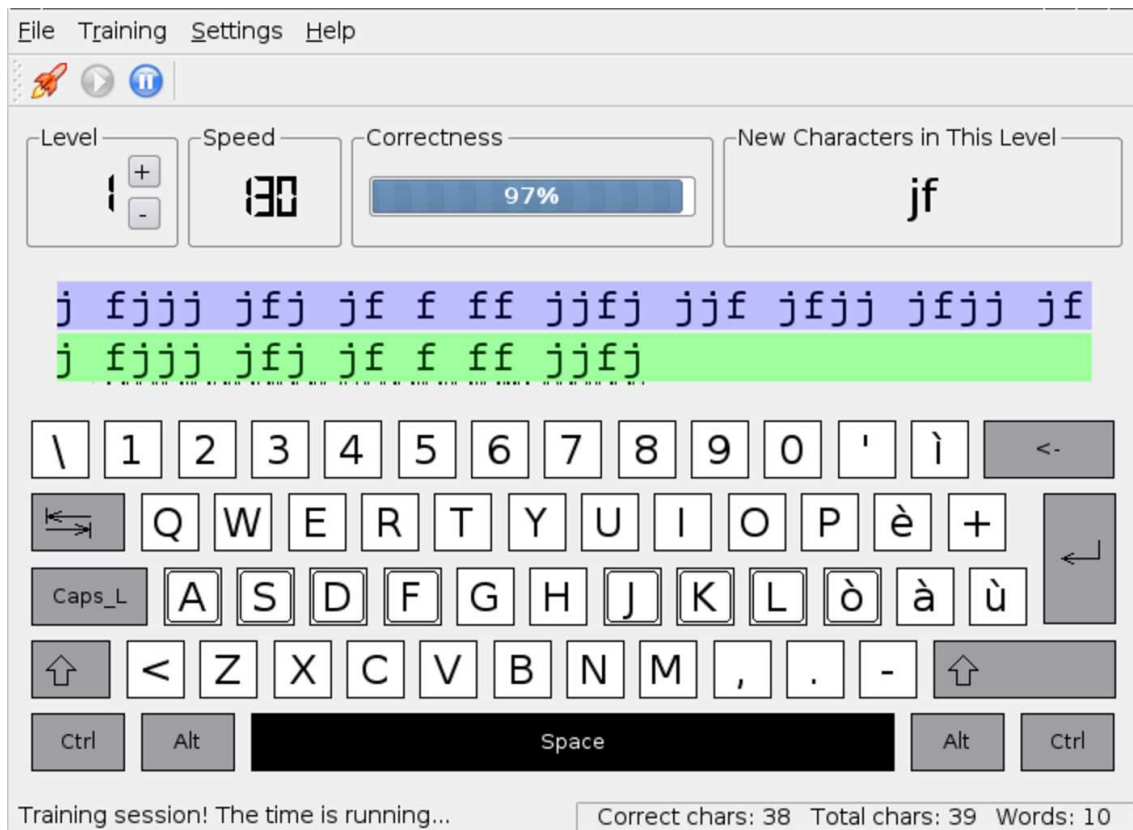 File Training Settings Help
Level Speed Correctness New Characters in This Level
1 + - 130 97% jf
j fjjj jfj jf f ff jjfj jjf jfjj jfjj jf
j fjjj jfj jf f ff jjfj
\ 1 2 3 4 5 6 7 8 9 0 ' ì <-
Q W E R T Y U I O P è +
Caps_L A S D F G H J K L ò à ù
< Z X C V B N M , . -
Ctrl Alt Space Alt Ctrl
Training session! The time is running... Correct chars: 38 Total chars: 39 Words: 10